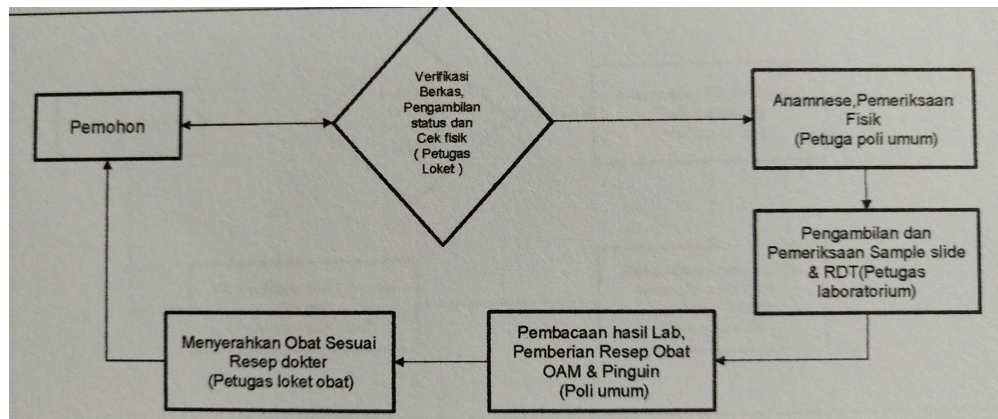 Pemohon
Verifikasi
Berkas,
Pengambilan
status dan
Cek fisik
( Petugas
Loket )
Anamnese,Pemeriksaan
Fisik
(Petuga poli umum)
Pengambilan dan
Pemeriksaan Sample slide
& RDT(Petugas
laboratorium)
Pembacaan hasil Lab,
Pemberian Resep Obat
OAM & Pinguin
(Poli umum)
Menyerahkan Obat Sesuai
Resep dokter
(Petugas loket obat)